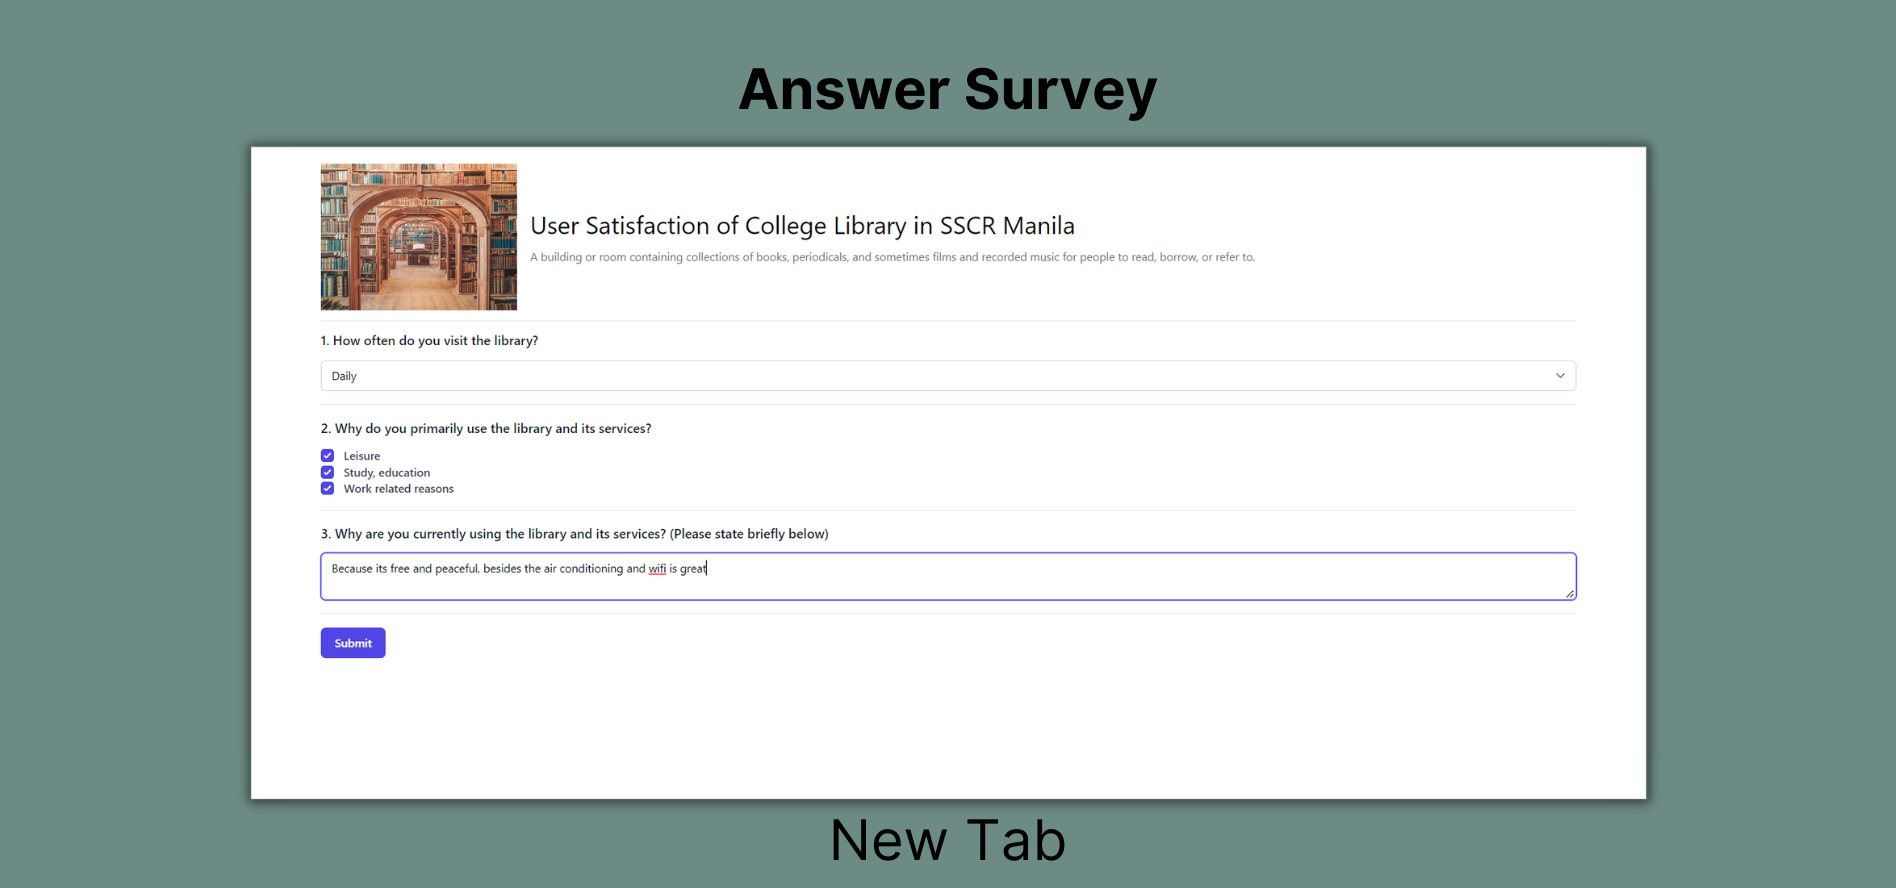 Answer Survey
User Satisfaction of College Library in SSCR Manila
A building or room containing collections of books, periodicals, and sometimes films and recorded music for people to read, borrow, or refer to.
1. How often do you visit the library?
Daily
2. Why do you primarily use the library and its services?
Leisure
Study, education
Work related reasons
3. Why are you currently using the library and its services? (Please state briefly below)
Because its free and peaceful, besides the air conditioning and wifi is great
Submit
New Tab